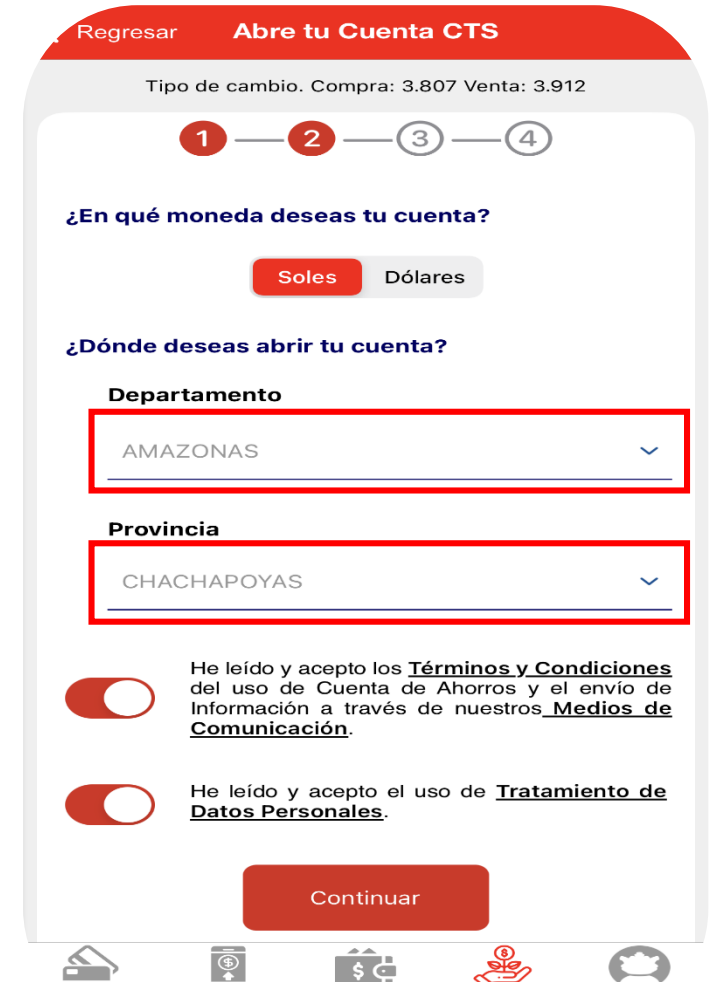 Regresar Abre tu Cuenta CTS
Tipo de cambio. Compra: 3.807 Venta: 3.912
1 2 3 4
¿En qué moneda deseas tu cuenta?
Soles Dólares
¿Dónde deseas abrir tu cuenta?
Departamento
AMAZONAS
Provincia
CHACHAPOYAS
He leído y acepto los Términos y Condiciones
del uso de Cuenta de Ahorros y el envío de
Información a través de nuestros Medios de
Comunicación.
He leído y acepto el uso de Tratamiento de
Datos Personales.
Continuar